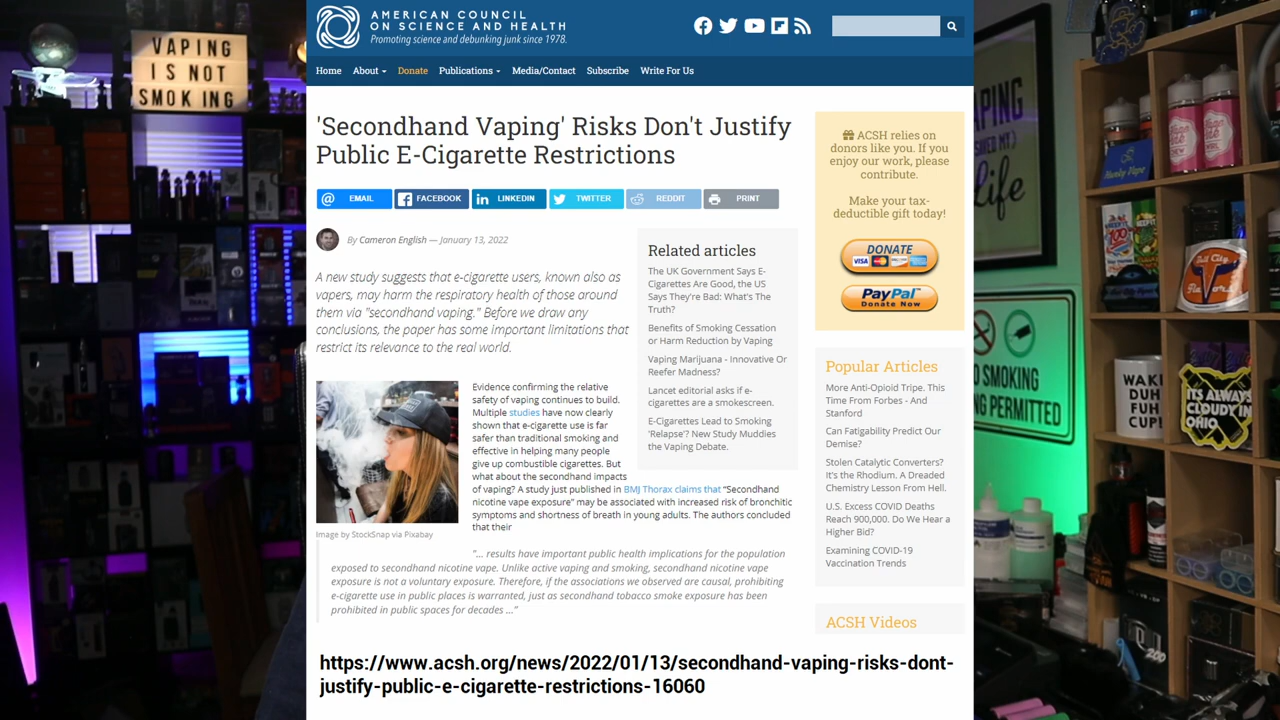 VAPING
IS NOT
SMOKING
AMERICAN COUNCIL
ON SCIENCE AND HEALTH
Promoting science and debunking junk since 1978.
Home
About
Donate
Publications
Media/Contact
Subscribe
Write For Us
'Secondhand Vaping' Risks Don't Justify
Public E-Cigarette Restrictions
EMAIL
FACEBOOK
LINKEDIN
TWITTER
REDDIT
PRINT
By Cameron English — January 13, 2022
A new study suggests that e-cigarette users, known also as
vapers, may harm the respiratory health of those around
them via "secondhand vaping." Before we draw any
conclusions, the paper has some important limitations that
restrict its relevance to the real world.
Evidence confirming the relative
safety of vaping continues to build.
Multiple studies have now clearly
shown that e-cigarette use is far
safer than traditional smoking and
effective in helping many people
give up combustible cigarettes. But
what about the secondhand impacts
of vaping? A study just published in BMJ Thorax claims that “Secondhand
nicotine vape exposure” may be associated with increased risk of bronchitic
symptoms and shortness of breath in young adults. The authors concluded
that their
Image by StockSnap via Pixabay
"... results have important public health implications for the population
exposed to secondhand nicotine vape. Unlike active vaping and smoking, secondhand nicotine vape
exposure is not a voluntary exposure. Therefore, if the associations we observed are causal, prohibiting
e-cigarette use in public places is warranted, just as secondhand tobacco smoke exposure has been
prohibited in public spaces for decades ..."
Related articles
The UK Government Says E-
Cigarettes Are Good, the US
Says They're Bad: What's The
Truth?
Benefits of Smoking Cessation
or Harm Reduction by Vaping
Vaping Marijuana - Innovative Or
Reefer Madness?
Lancet editorial asks if e-
cigarettes are a smokescreen.
E-Cigarettes Lead to Smoking
'Relapse'? New Study Muddies
the Vaping Debate.
ACSH relies on
donors like you. If you
enjoy our work, please
contribute.
Make your tax-
deductible gift today!
DONATE
VISA
PayPal
Donate Now
Popular Articles
More Anti-Opioid Tripe. This
Time From Forbes - And
Stanford
Can Fatigability Predict Our
Demise?
Stolen Catalytic Converters?
It's the Rhodium. A Dreaded
Chemistry Lesson From Hell.
U.S. Excess COVID Deaths
Reach 900,000. Do We Hear a
Higher Bid?
Examining COVID-19
Vaccination Trends
ACSH Videos
https://www.acsh.org/news/2022/01/13/secondhand-vaping-risks-dont-
justify-public-e-cigarette-restrictions-16060
SMOKING
PERMITTED
WAKE
DUH
FUH
CUP!
IT'S ALWAYS
CLOUDY IN
OHIO
200